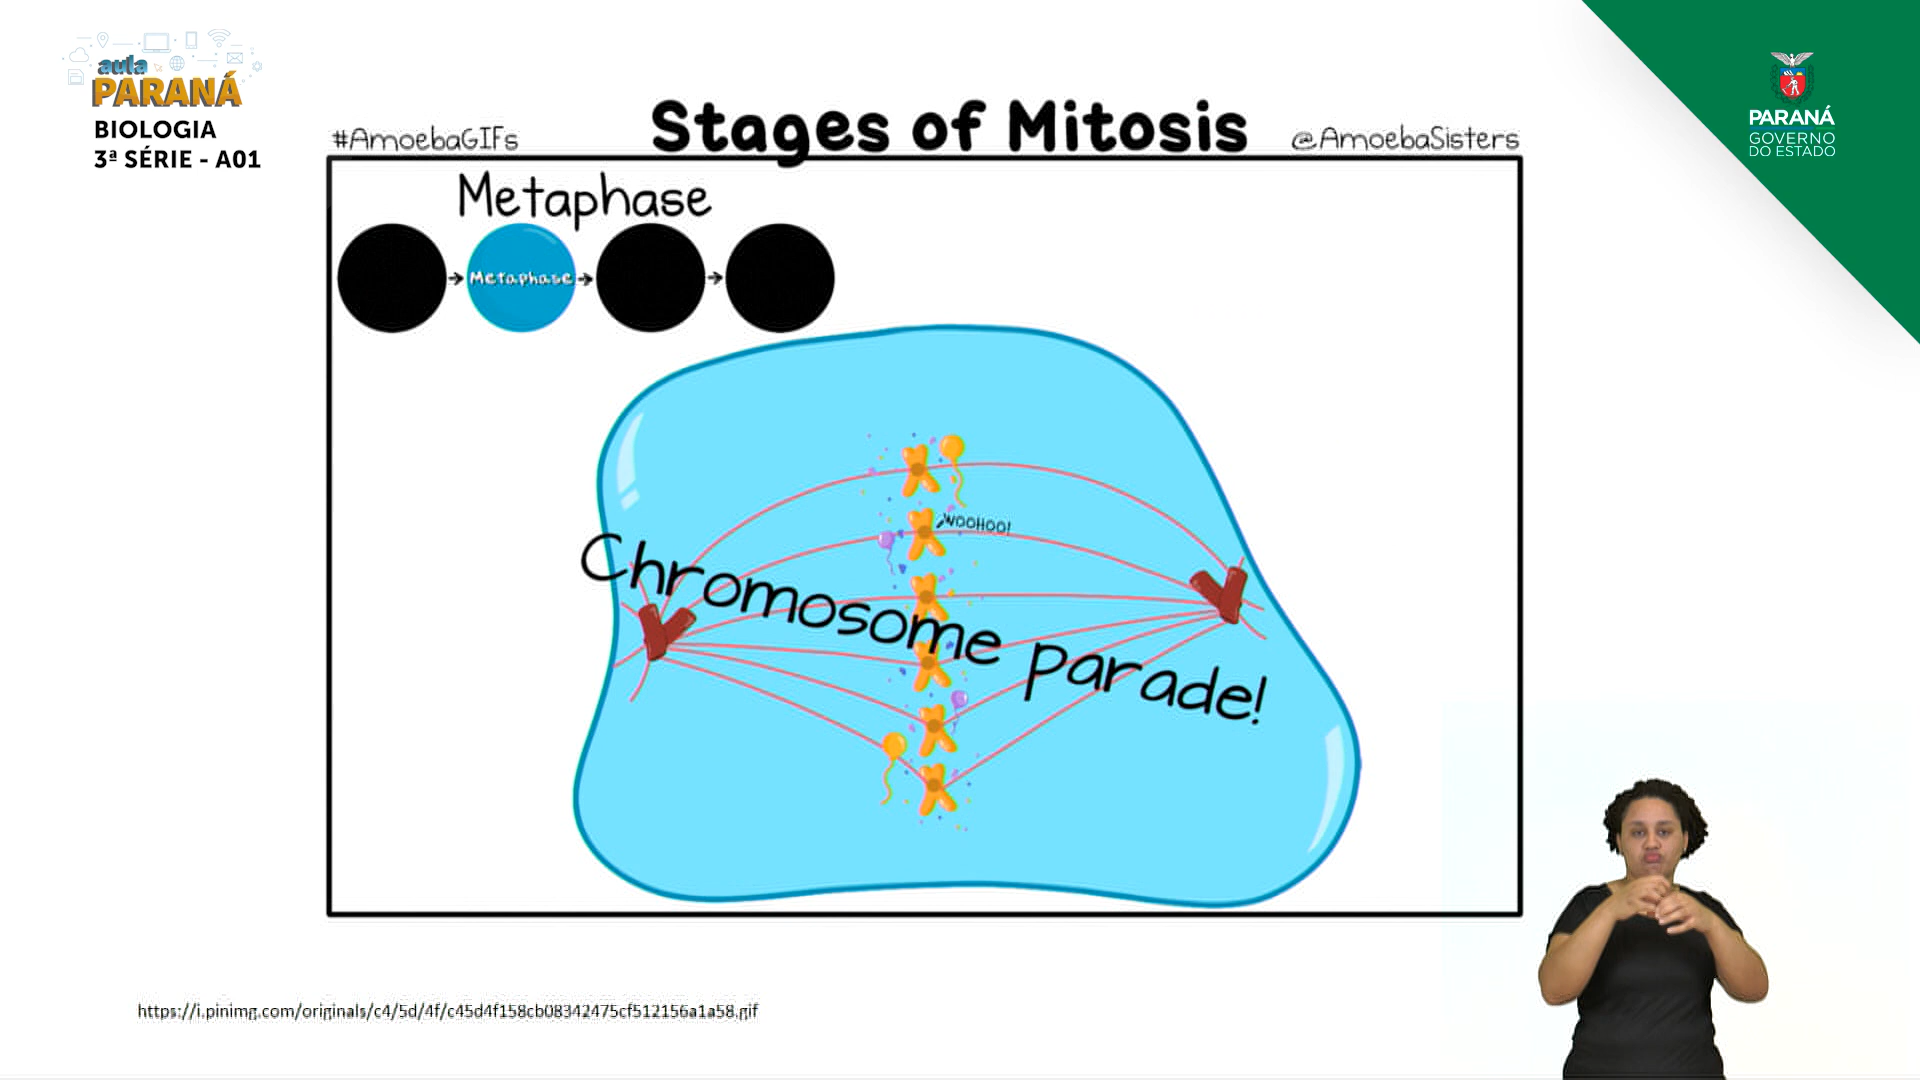 aula
PARANÁ
BIOLOGIA
3ª SÉRIE - A01
#AmoebaGIFs
Stages of Mitosis
@AmoebaSisters
PARANÁ
GOVERNO
DO ESTADO
Metaphase
Metaphase
WOOHOO!
Chromosome parade!
https://i.pinimg.com/originals/c4/5d/4f/c45d4f158cb08342475cf512156a1a58.gif